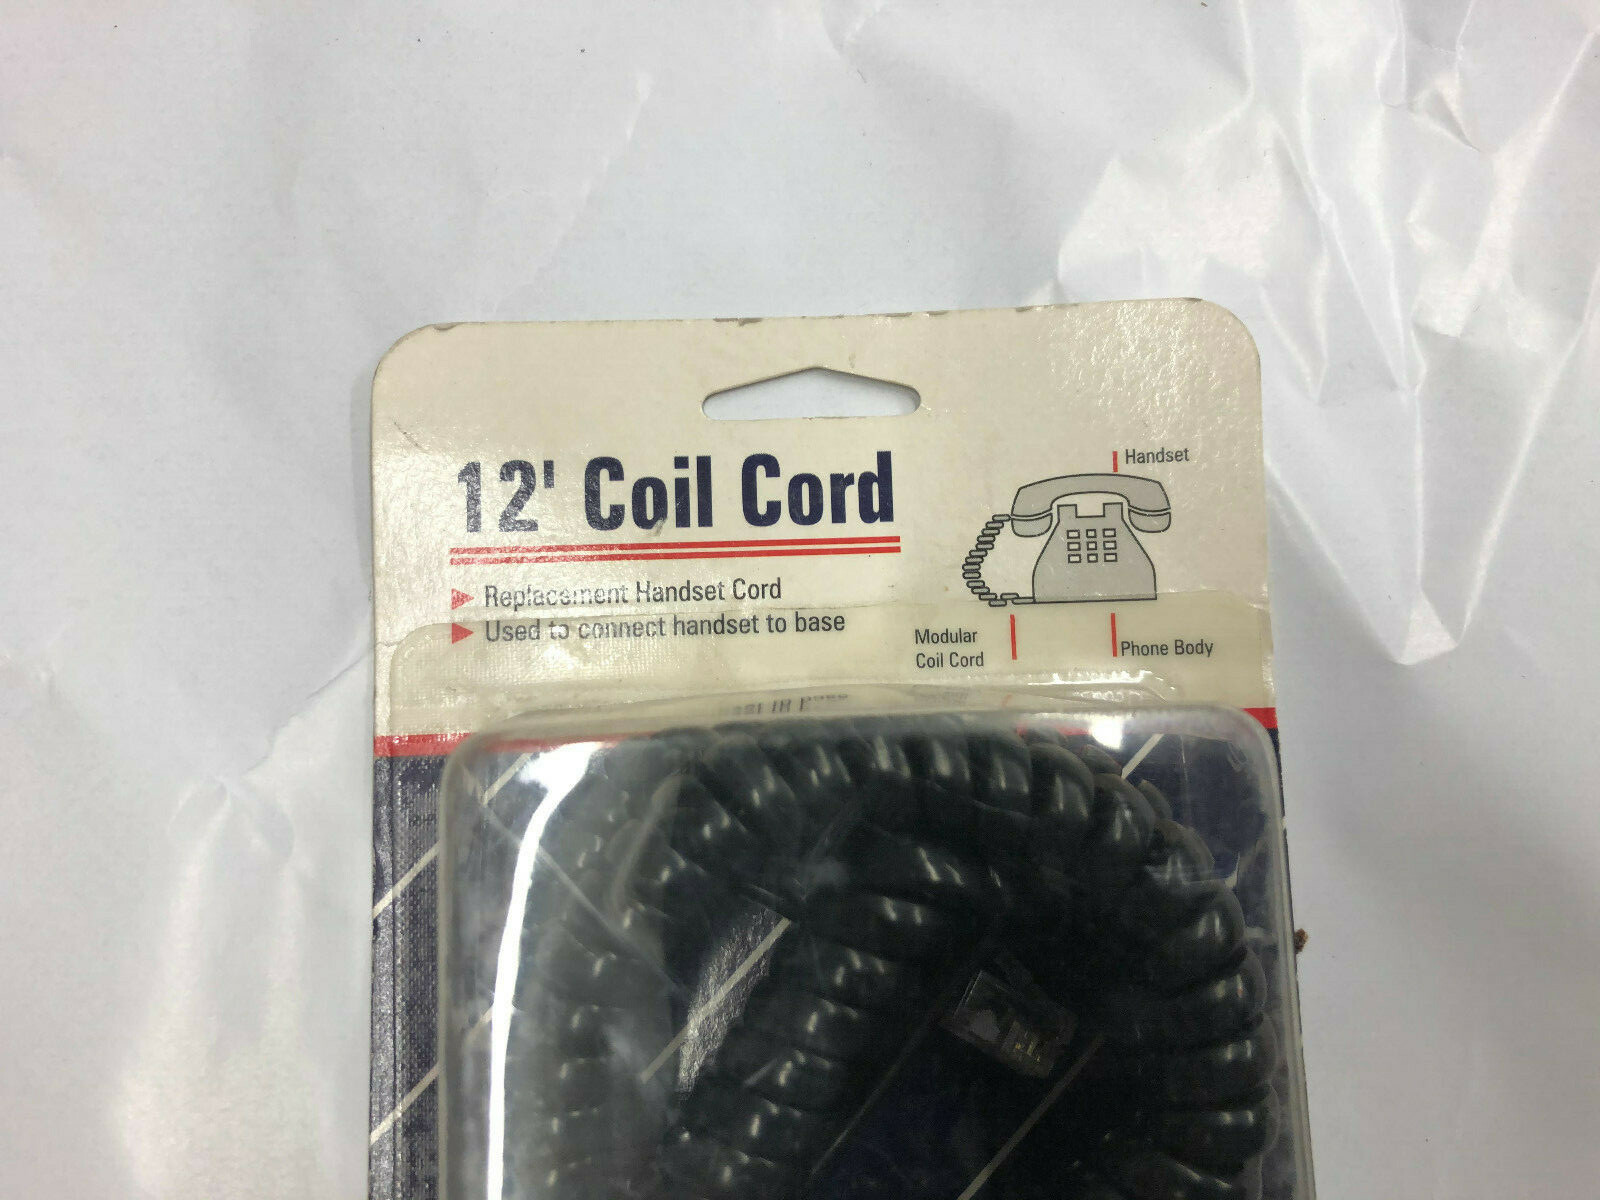 12' Coil Cord
Replacement Handset Cord
Used to connect handset to base
Handset
Modular
Coil Cord
Phone Body